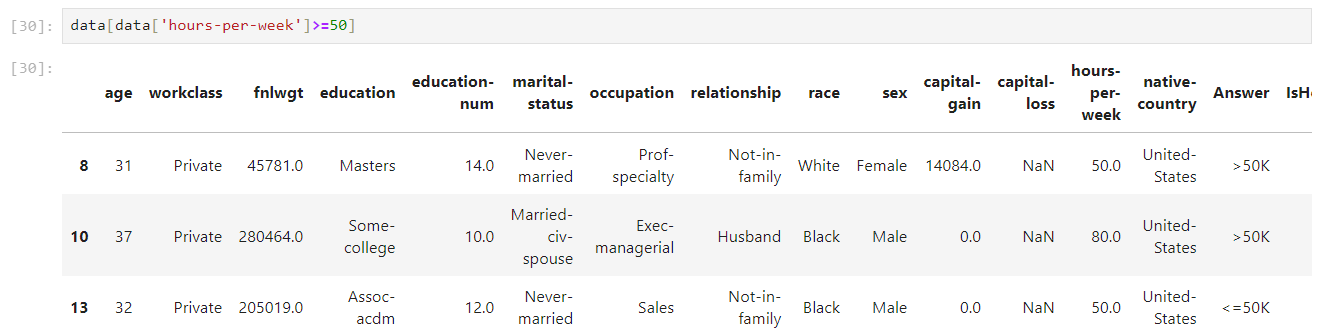 [30]: data[data['hours-per-week']>=50]
[30]:
age workclass fnlwgt education education-num marital-status occupation relationship race sex capital-gain capital-loss hours-per-week native-country Answer IsH
8 31 Private 45781.0 Masters 14.0 Never-married Prof-specialty Not-in-family White Female 14084.0 NaN 50.0 United-States >50K
10 37 Private 280464.0 Some-college 10.0 Married-civ-spouse Exec-managerial Husband Black Male 0.0 NaN 80.0 United-States >50K
13 32 Private 205019.0 Assoc-acdm 12.0 Never-married Sales Not-in-family Black Male 0.0 NaN 50.0 United-States <=50K